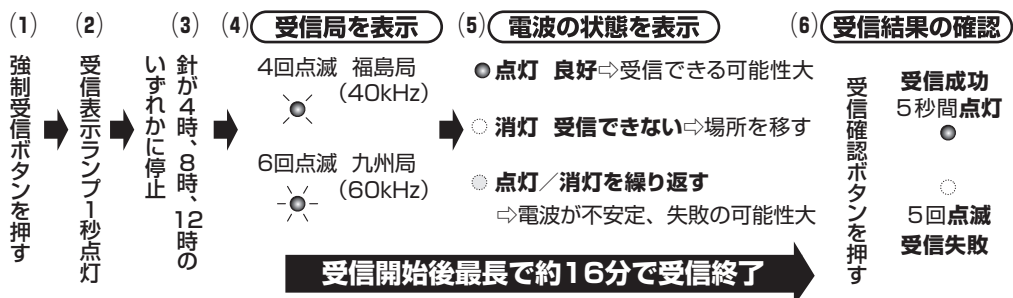 (1)
強制受信ボタンを押す
(2)
受信表示ランプ1秒点灯
(3)
針が4時、8時、12時の
いずれかに停止
(4) 受信局を表示
4回点滅 福島局
(40kHz)
6回点滅 九州局
(60kHz)
(5) 電波の状態を表示
点灯 良好⇨受信できる可能性大
消灯 受信できない⇨場所を移す
点灯／消灯を繰り返す
⇨電波が不安定、失敗の可能性大
受信開始後最長で約16分で受信終了
(6) 受信結果の確認
受信確認ボタンを押す
受信成功
5秒間点灯
5回点滅
受信失敗